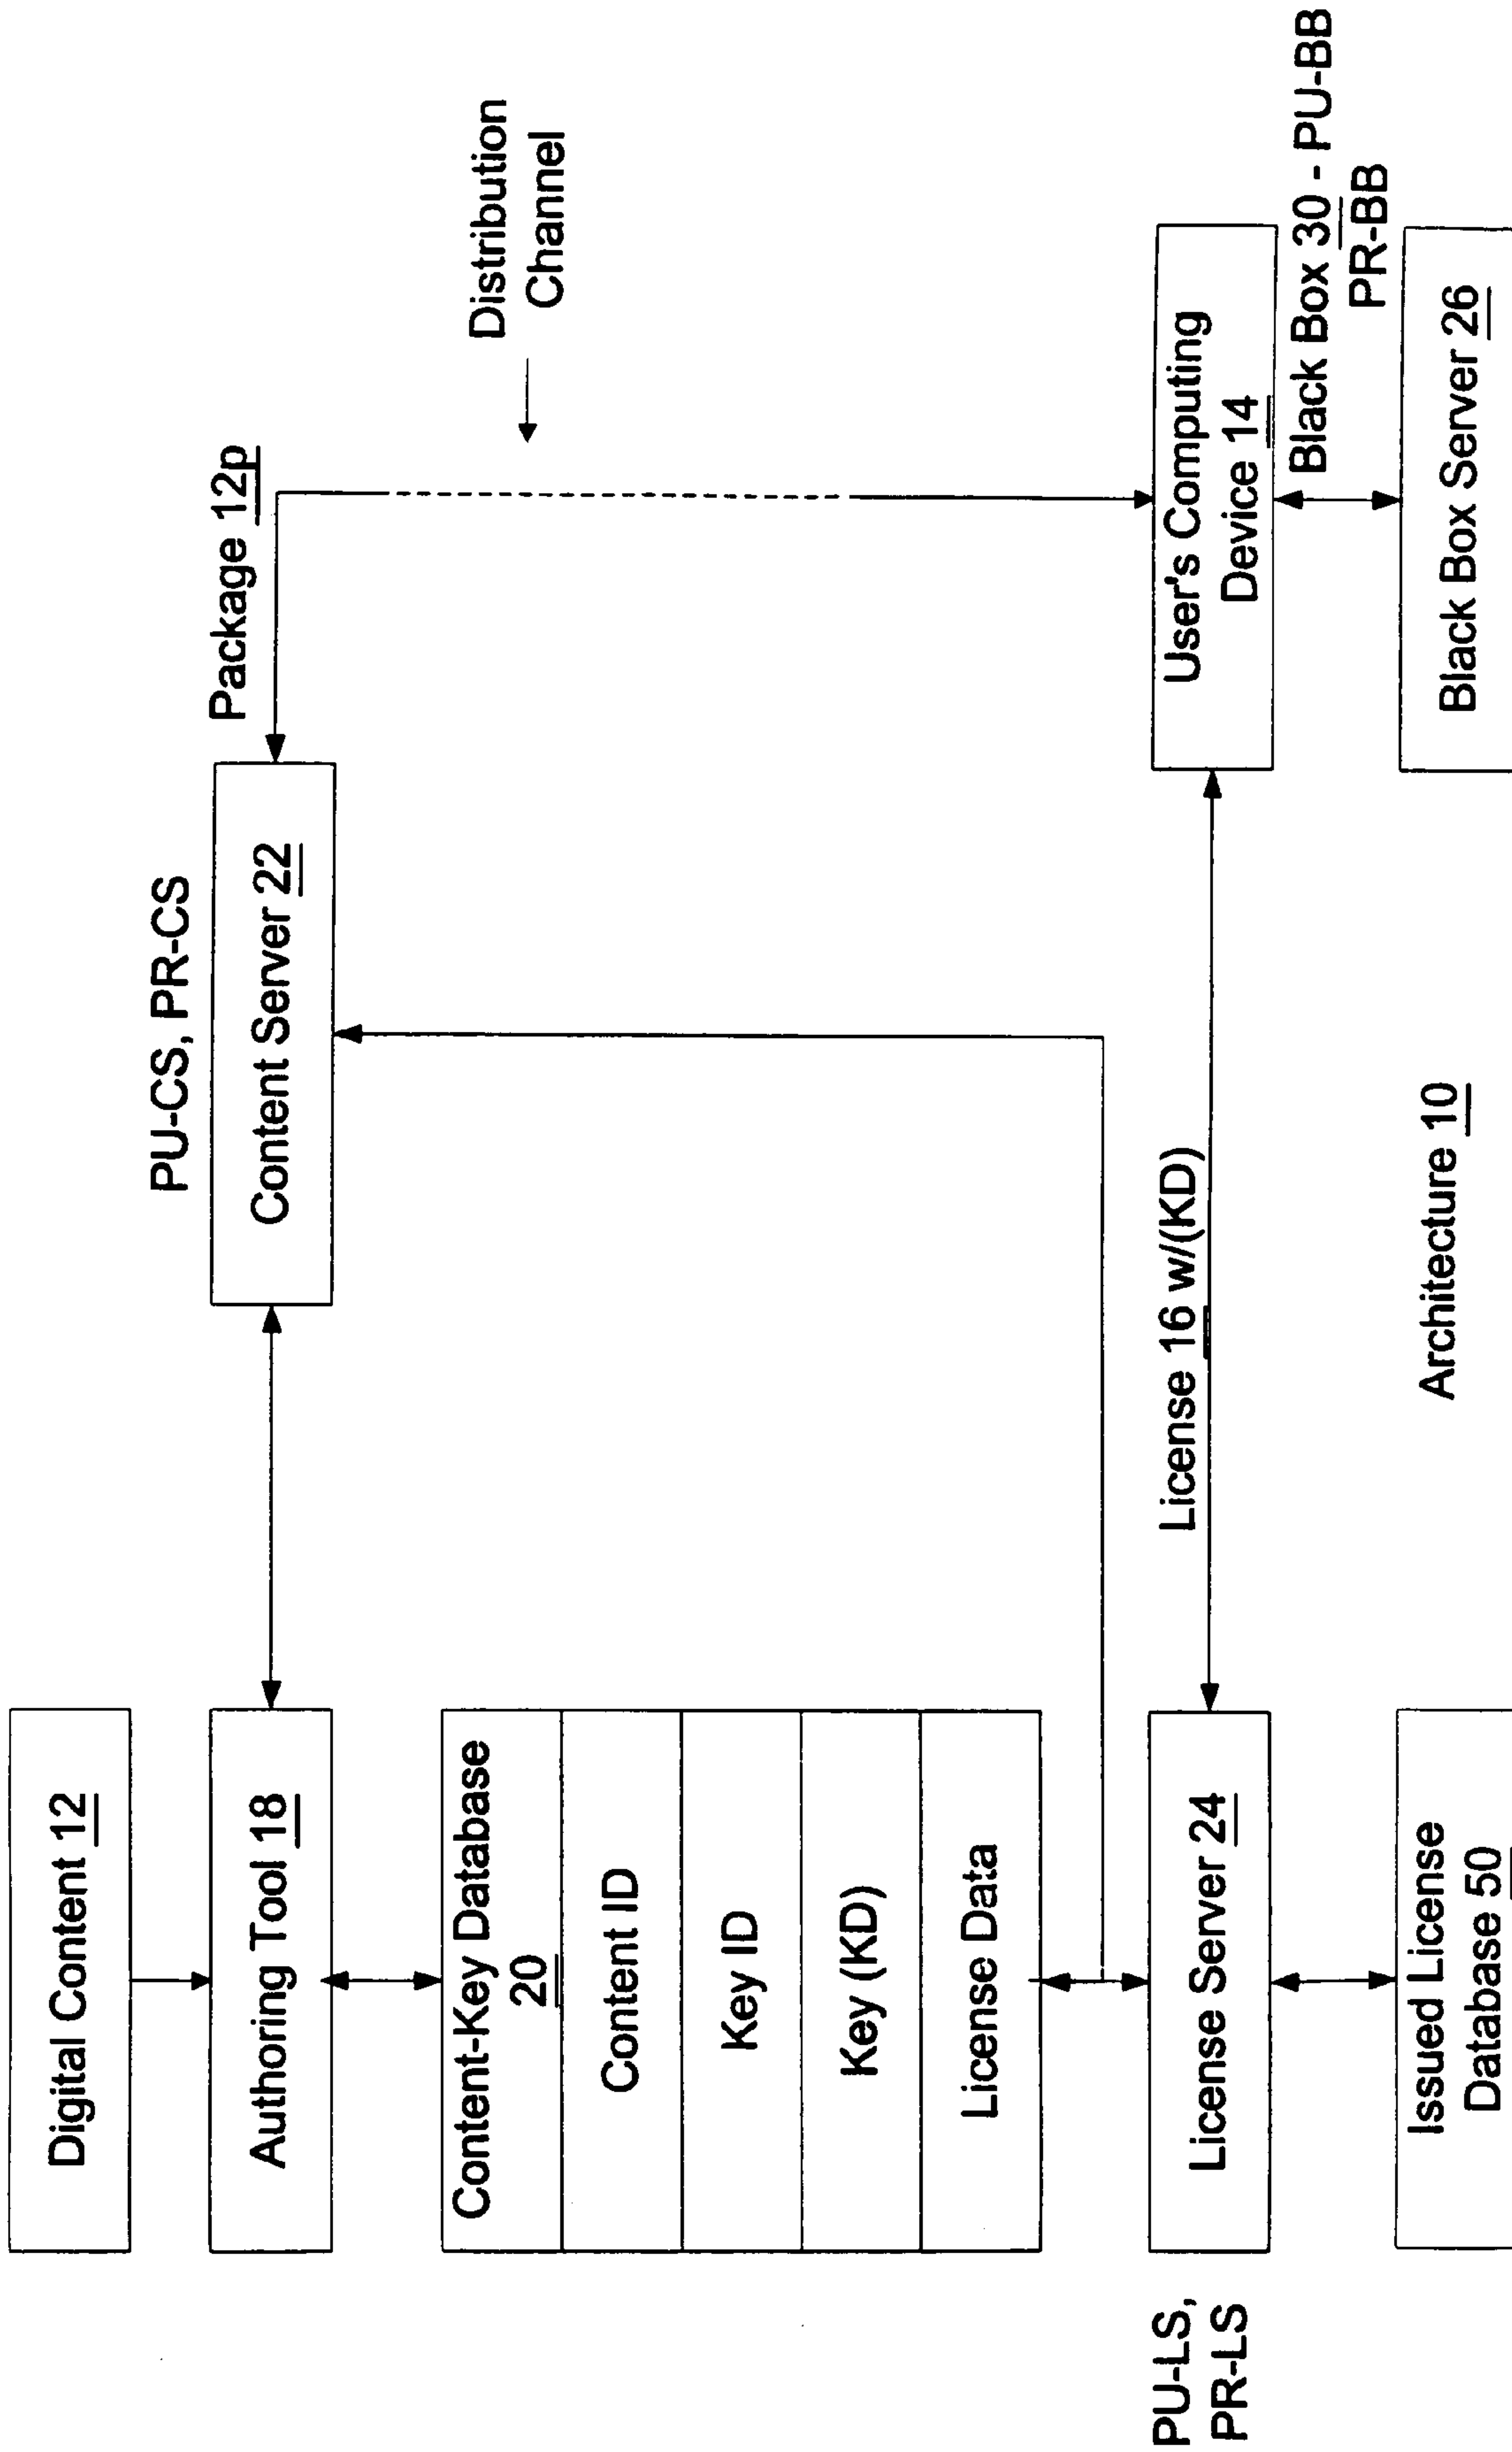 Digital Content 12
Authoring Tool 18
Content-Key Database
20
Content ID
Key ID
Key (KD)
License Data
PU-LS,
PR-LS
License Server 24
Issued License
Database 50
PU-CS, PR-CS
Content Server 22
Package 12p
Distribution
Channel
License 16 w/(KD)
User's Computing
Device 14
Black Box 30 - PU-BB
PR-BB
Black Box Server 26
Architecture 10